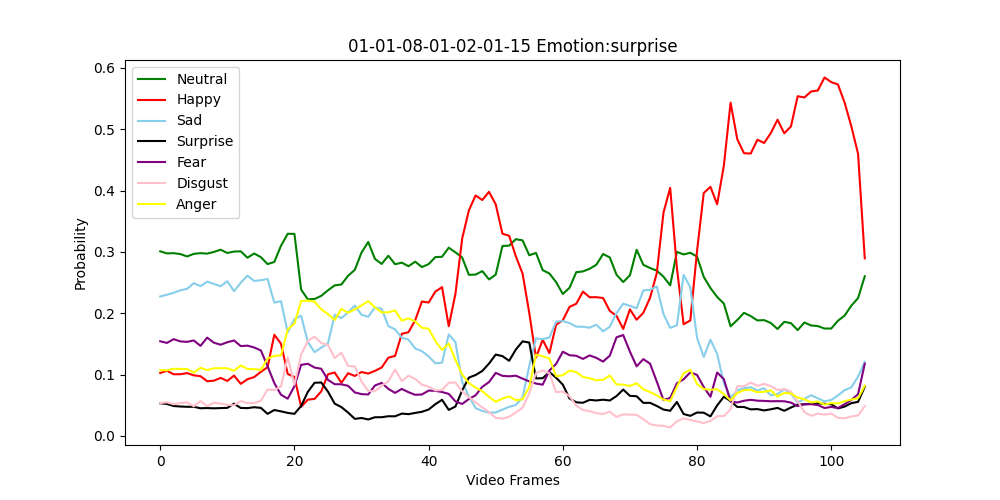 01-01-08-01-02-01-15 Emotion:surprise
Probability
0.6
0.5
0.4
0.3
0.2
0.1
0.0
Neutral
Happy
Sad
Surprise
Fear
Disgust
Anger
0 20 40 60 80 100
Video Frames